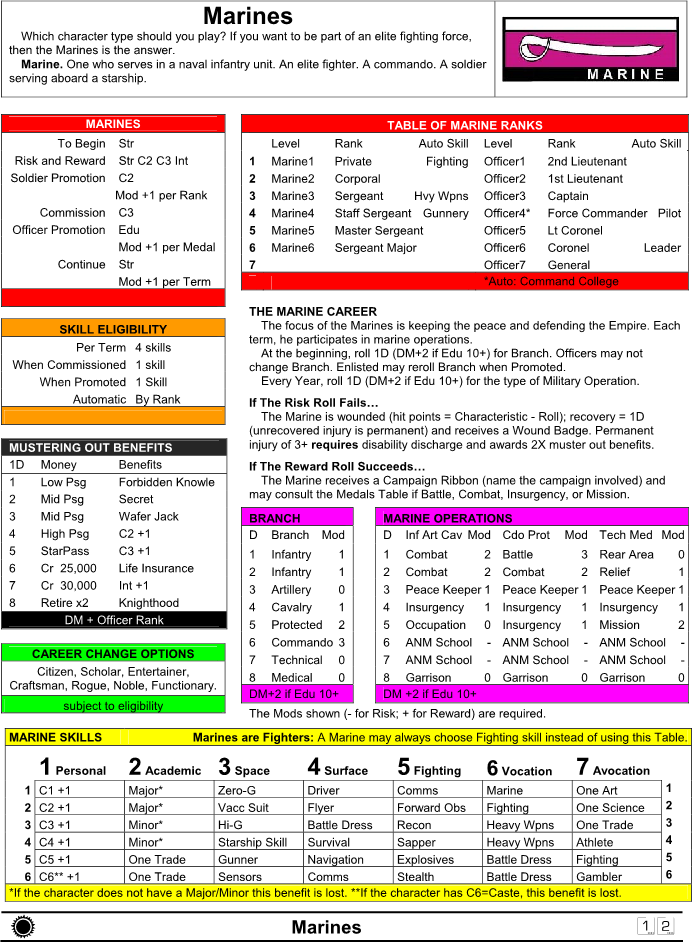 Marines
Which character type should you play? If you want to be part of an elite fighting force,
then the Marines is the answer.
Marine. One who serves in a naval infantry unit. An elite fighter. A commando. A soldier
serving aboard a starship.
MARINE
MARINES
To Begin Str
Risk and Reward Str C2 C3 Int
Soldier Promotion C2
Mod +1 per Rank
Commission C3
Officer Promotion Edu
Mod +1 per Medal
Continue Str
Mod +1 per Term
TABLE OF MARINE RANKS
Level Rank Auto Skill Level Rank Auto Skill
1 Marine1 Private Fighting Officer1 2nd Lieutenant
2 Marine2 Corporal Officer2 1st Lieutenant
3 Marine3 Sergeant Hvy Wpns Officer3 Captain
4 Marine4 Staff Sergeant Gunnery Officer4* Force Commander Pilot
5 Marine5 Master Sergeant Officer5 Lt Coronel
6 Marine6 Sergeant Major Officer6 Coronel Leader
7 Officer7 General
*Auto: Command College
SKILL ELIGIBILITY
Per Term 4 skills
When Commissioned 1 skill
When Promoted 1 Skill
Automatic By Rank
MUSTERING OUT BENEFITS
1D Money Benefits
1 Low Psg Forbidden Knowle
2 Mid Psg Secret
3 Mid Psg Wafer Jack
4 High Psg C2 +1
5 StarPass C3 +1
6 Cr 25,000 Life Insurance
7 Cr 30,000 Int +1
8 Retire x2 Knighthood
DM + Officer Rank
CAREER CHANGE OPTIONS
Citizen, Scholar, Entertainer,
Craftsman, Rogue, Noble, Functionary.
subject to eligibility
THE MARINE CAREER
The focus of the Marines is keeping the peace and defending the Empire. Each
term, he participates in marine operations.
At the beginning, roll 1D (DM+2 if Edu 10+) for Branch. Officers may not
change Branch. Enlisted may reroll Branch when Promoted.
Every Year, roll 1D (DM+2 if Edu 10+) for the type of Military Operation.
If the Risk Roll Fails…
The Marine is wounded (hit points = Characteristic - Roll); recovery = 1D
(unrecovered injury is permanent) and receives a Wound Badge. Permanent
injury of 3+ requires disability discharge and awards 2X muster out benefits.
If the Reward Roll Succeeds…
The Marine receives a Campaign Ribbon (name the campaign involved) and
may consult the Medals Table if Battle, Combat, Insurgency, or Mission.
BRANCH
D Branch Mod
1 Infantry 1
2 Infantry 1
3 Artillery 0
4 Cavalry 1
5 Protected 2
6 Commando 3
7 Technical 0
8 Medical 0
DM+2 if Edu 10+
MARINE OPERATIONS
D Inf Art Cav Mod Cdo Prot Mod Tech Med Mod
1 Combat 2 Battle 3 Rear Area 0
2 Combat 2 Combat 2 Relief 1
3 Peace Keeper 1 Peace Keeper 1 Peace Keeper 1
4 Insurgency 1 Insurgency 1 Insurgency 1
5 Occupation 0 Insurgency 1 Mission 2
6 ANM School - ANM School - ANM School -
7 ANM School - ANM School - ANM School -
8 Garrison 0 Garrison 0 Garrison 0
DM +2 if Edu 10+
The Mods shown (- for Risk; + for Reward) are required.
MARINE SKILLS Marines are Fighters: A Marine may always choose Fighting skill instead of using this Table.
1 Personal 2 Academic 3 Space 4 Surface 5 Fighting 6 Vocation 7 Avocation
1 C1 +1 Major* Zero-G Driver Comms Marine One Art 1
2 C2 +1 Major* Vacc Suit Flyer Forward Obs Fighting One Science 2
3 C3 +1 Minor* Hi-G Battle Dress Recon Heavy Wpns One Trade 3
4 C4 +1 Minor* Starship Skill Survival Sapper Heavy Wpns Athlete 4
5 C5 +1 One Trade Gunner Navigation Explosives Battle Dress Fighting 5
6 C6** +1 One Trade Sensors Comms Stealth Battle Dress Gambler 6
*If the character does not have a Major/Minor this benefit is lost. **If the character has C6=Caste, this benefit is lost.
Marines
1 2